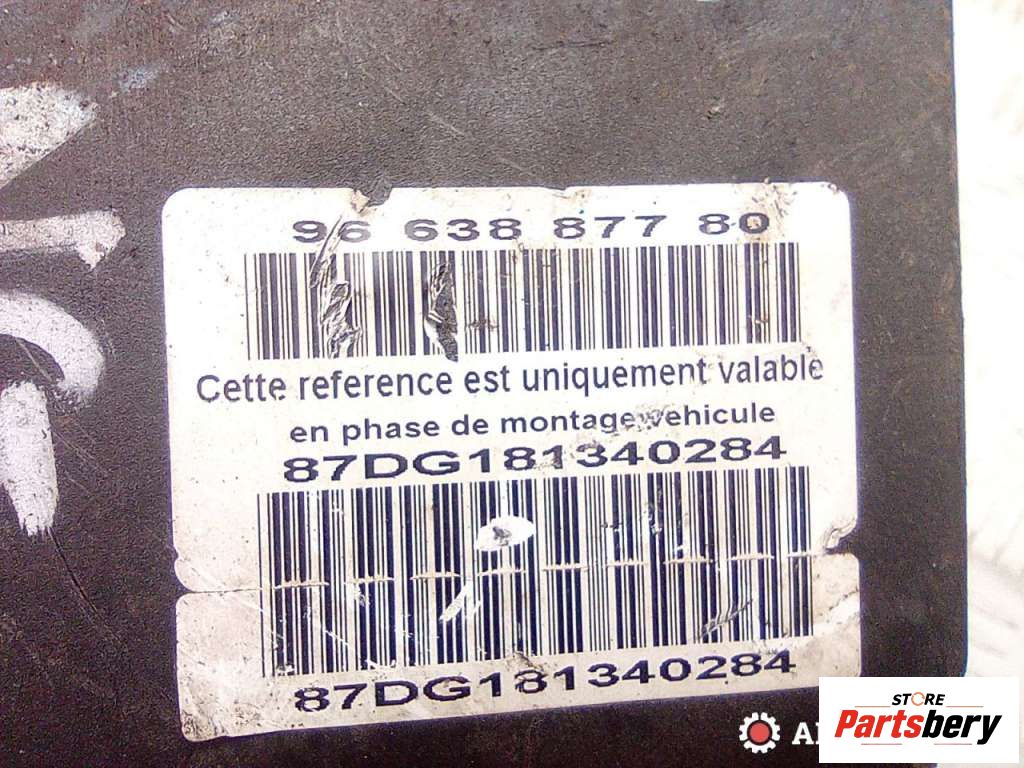 96 638 877 80
Cette reference est uniquement valable
en phase de montage vehicule
87DG181340284
87DG181340284
STORE
Partsbery